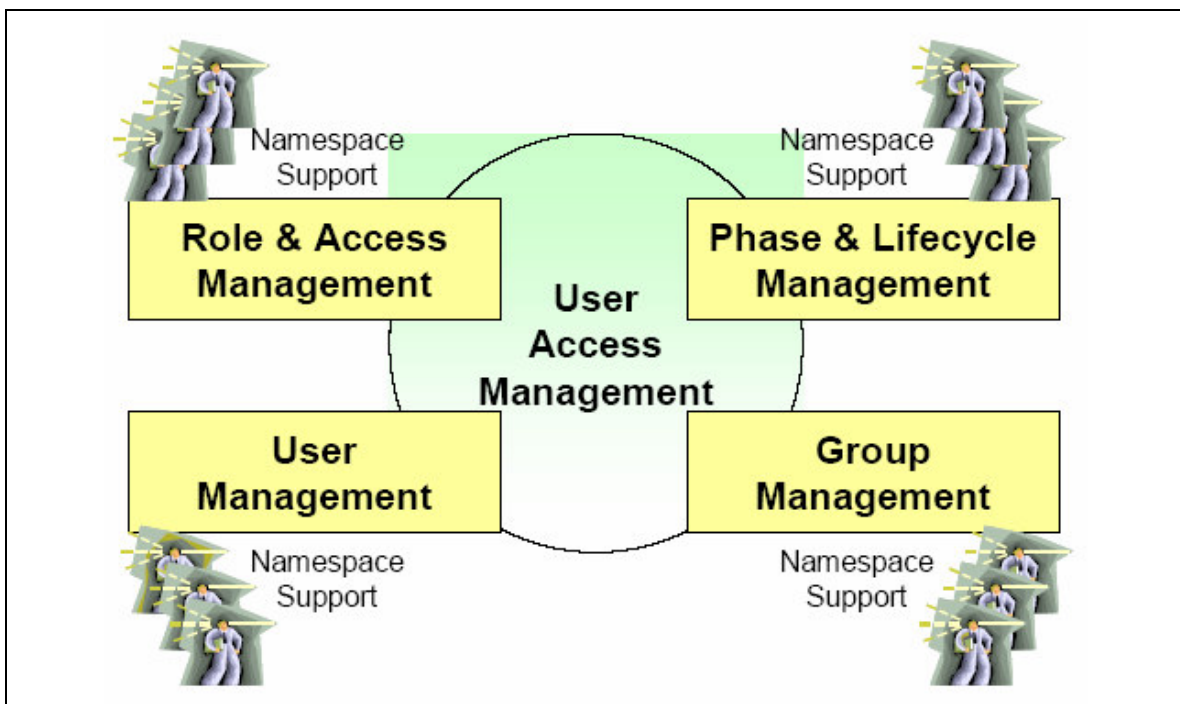 Namespace
Support
Namespace
Support
Role & Access
Management
Phase & Lifecycle
Management
User
Access
Management
User
Management
Group
Management
Namespace
Support
Namespace
Support